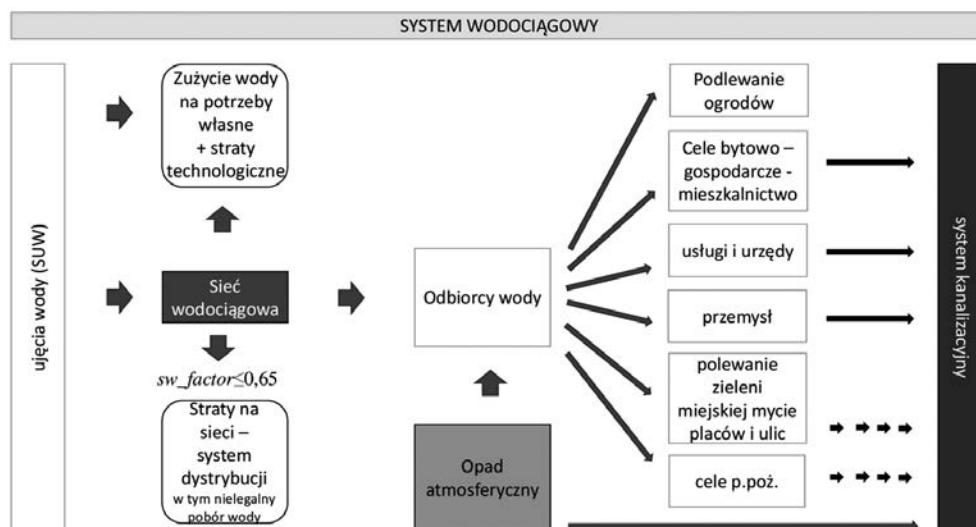 SYSTEM WODOCIĄGOWY
ujęcia wody (SUW)
Zużycie wody
na potrzeby
własne
+ straty
technologiczne
Sieć
wodociągowa
sw_factor≤0,65
Straty na
sieci –
system
dystrybucji
w tym nielegalny
pobór wody
Odbiorcy wody
Opad
atmosferyczny
Podlewanie
ogrodów
Cele bytowo –
gospodarcze -
mieszkalnictwo
usługi i urzędy
przemysł
polewanie
zieleni
miejskiej mycie
placów i ulic
cele p.poż.
system kanalizacyjny